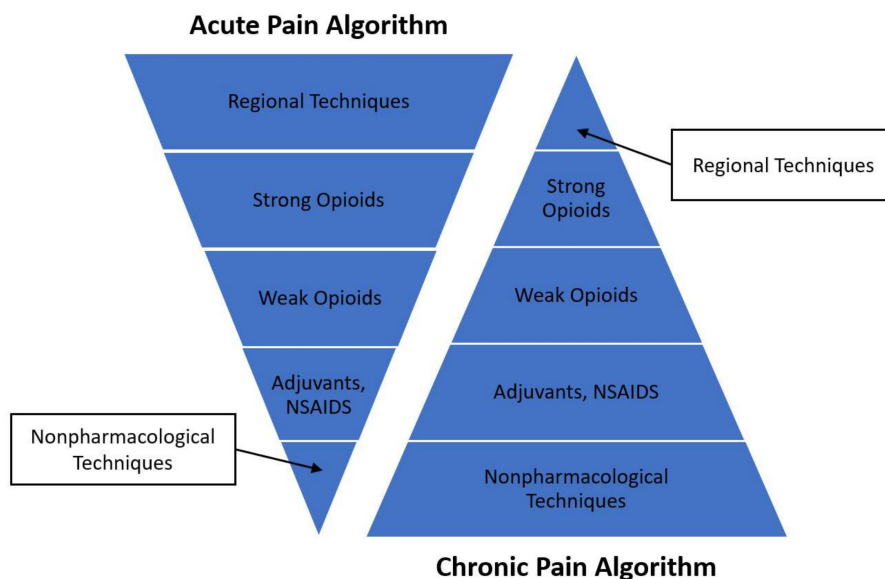 Acute Pain Algorithm
Regional Techniques
Strong Opioids
Weak Opioids
Adjuvants,
NSAIDS
Nonpharmacological
Techniques
Regional Techniques
Strong
Opioids
Weak Opioids
Adjuvants, NSAIDS
Nonpharmacological
Techniques
Chronic Pain Algorithm